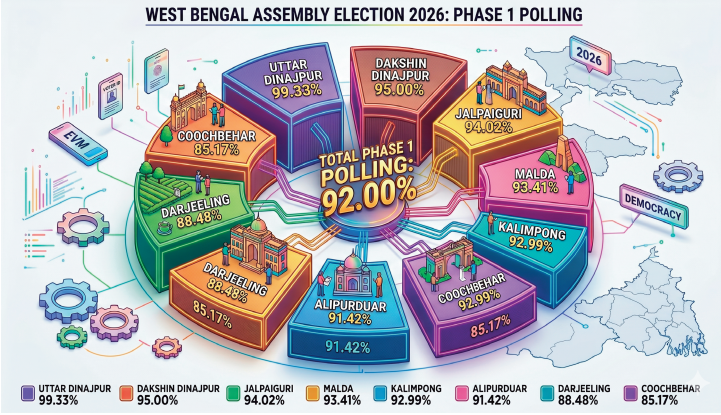 WEST BENGAL ASSEMBLY ELECTION 2026: PHASE 1 POLLING
VOTER ID
EVM
2026
DEMOCRACY
UTTAR
DINAJPUR
99.33%
DAKSHIN
DINAJPUR
95.00%
COOCHBEHAR
85.17%
JALPAIGURI
94.02%
TOTAL PHASE 1
POLLING:
92.00%
DARJEELING
88.48%
MALDA
93.41%
KALIMPONG
92.99%
DARJEELING
88.48%
85.17%
ALIPURDUAR
91.42%
91.42%
COOCHBEHAR
92.99%
85.17%
UTTAR DINAJPUR
99.33%
DAKSHIN DINAJPUR
95.00%
JALPAIGURI
94.02%
MALDA
93.41%
KALIMPONG
92.99%
ALIPURDUAR
91.42%
DARJEELING
88.48%
COOCHBEHAR
85.17%